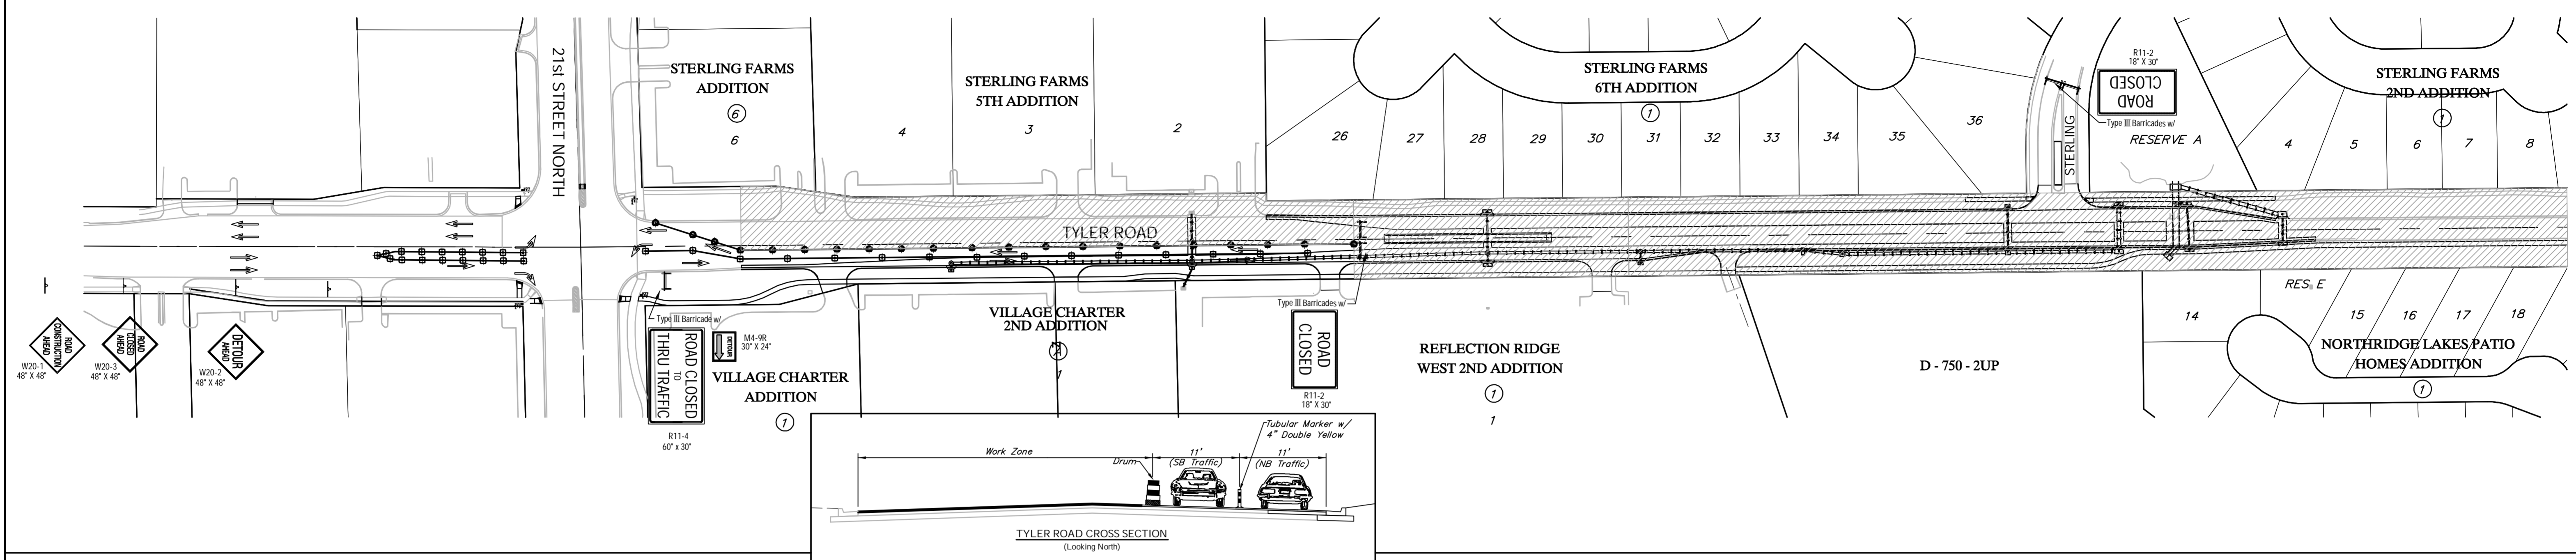 21st STREET NORTH
STERLING FARMS
ADDITION
6
6
STERLING FARMS
5TH ADDITION
4
3
2
STERLING FARMS
6TH ADDITION
1
26
27
28
29
30
31
32
33
34
35
36
STERLING
R11-2
18" X 30"
ROAD
CLOSED
Type III Barricades w/
RESERVE A
STERLING FARMS
2ND ADDITION
1
4
5
6
7
8
TYLER ROAD
ROAD
CONSTRUCTION
AHEAD
W20-1
48" X 48"
ROAD
CLOSED
AHEAD
W20-3
48" X 48"
DETOUR
AHEAD
W20-2
48" X 48"
Type III Barricade w/
ROAD CLOSED
TO
THRU TRAFFIC
R11-4
60" x 30"
DETOUR
M4-9R
30" X 24"
VILLAGE CHARTER
ADDITION
1
VILLAGE CHARTER
2ND ADDITION
1
Type III Barricades w/
ROAD
CLOSED
R11-2
18" X 30"
REFLECTION RIDGE
WEST 2ND ADDITION
1
1
D - 750 - 2UP
14
RES. E
15
16
17
18
NORTHRIDGE LAKES PATIO
HOMES ADDITION
1
Work Zone
Drum
11'
(SB Traffic)
11'
(NB Traffic)
Tubular Marker w/
4" Double Yellow
TYLER ROAD CROSS SECTION
(Looking North)